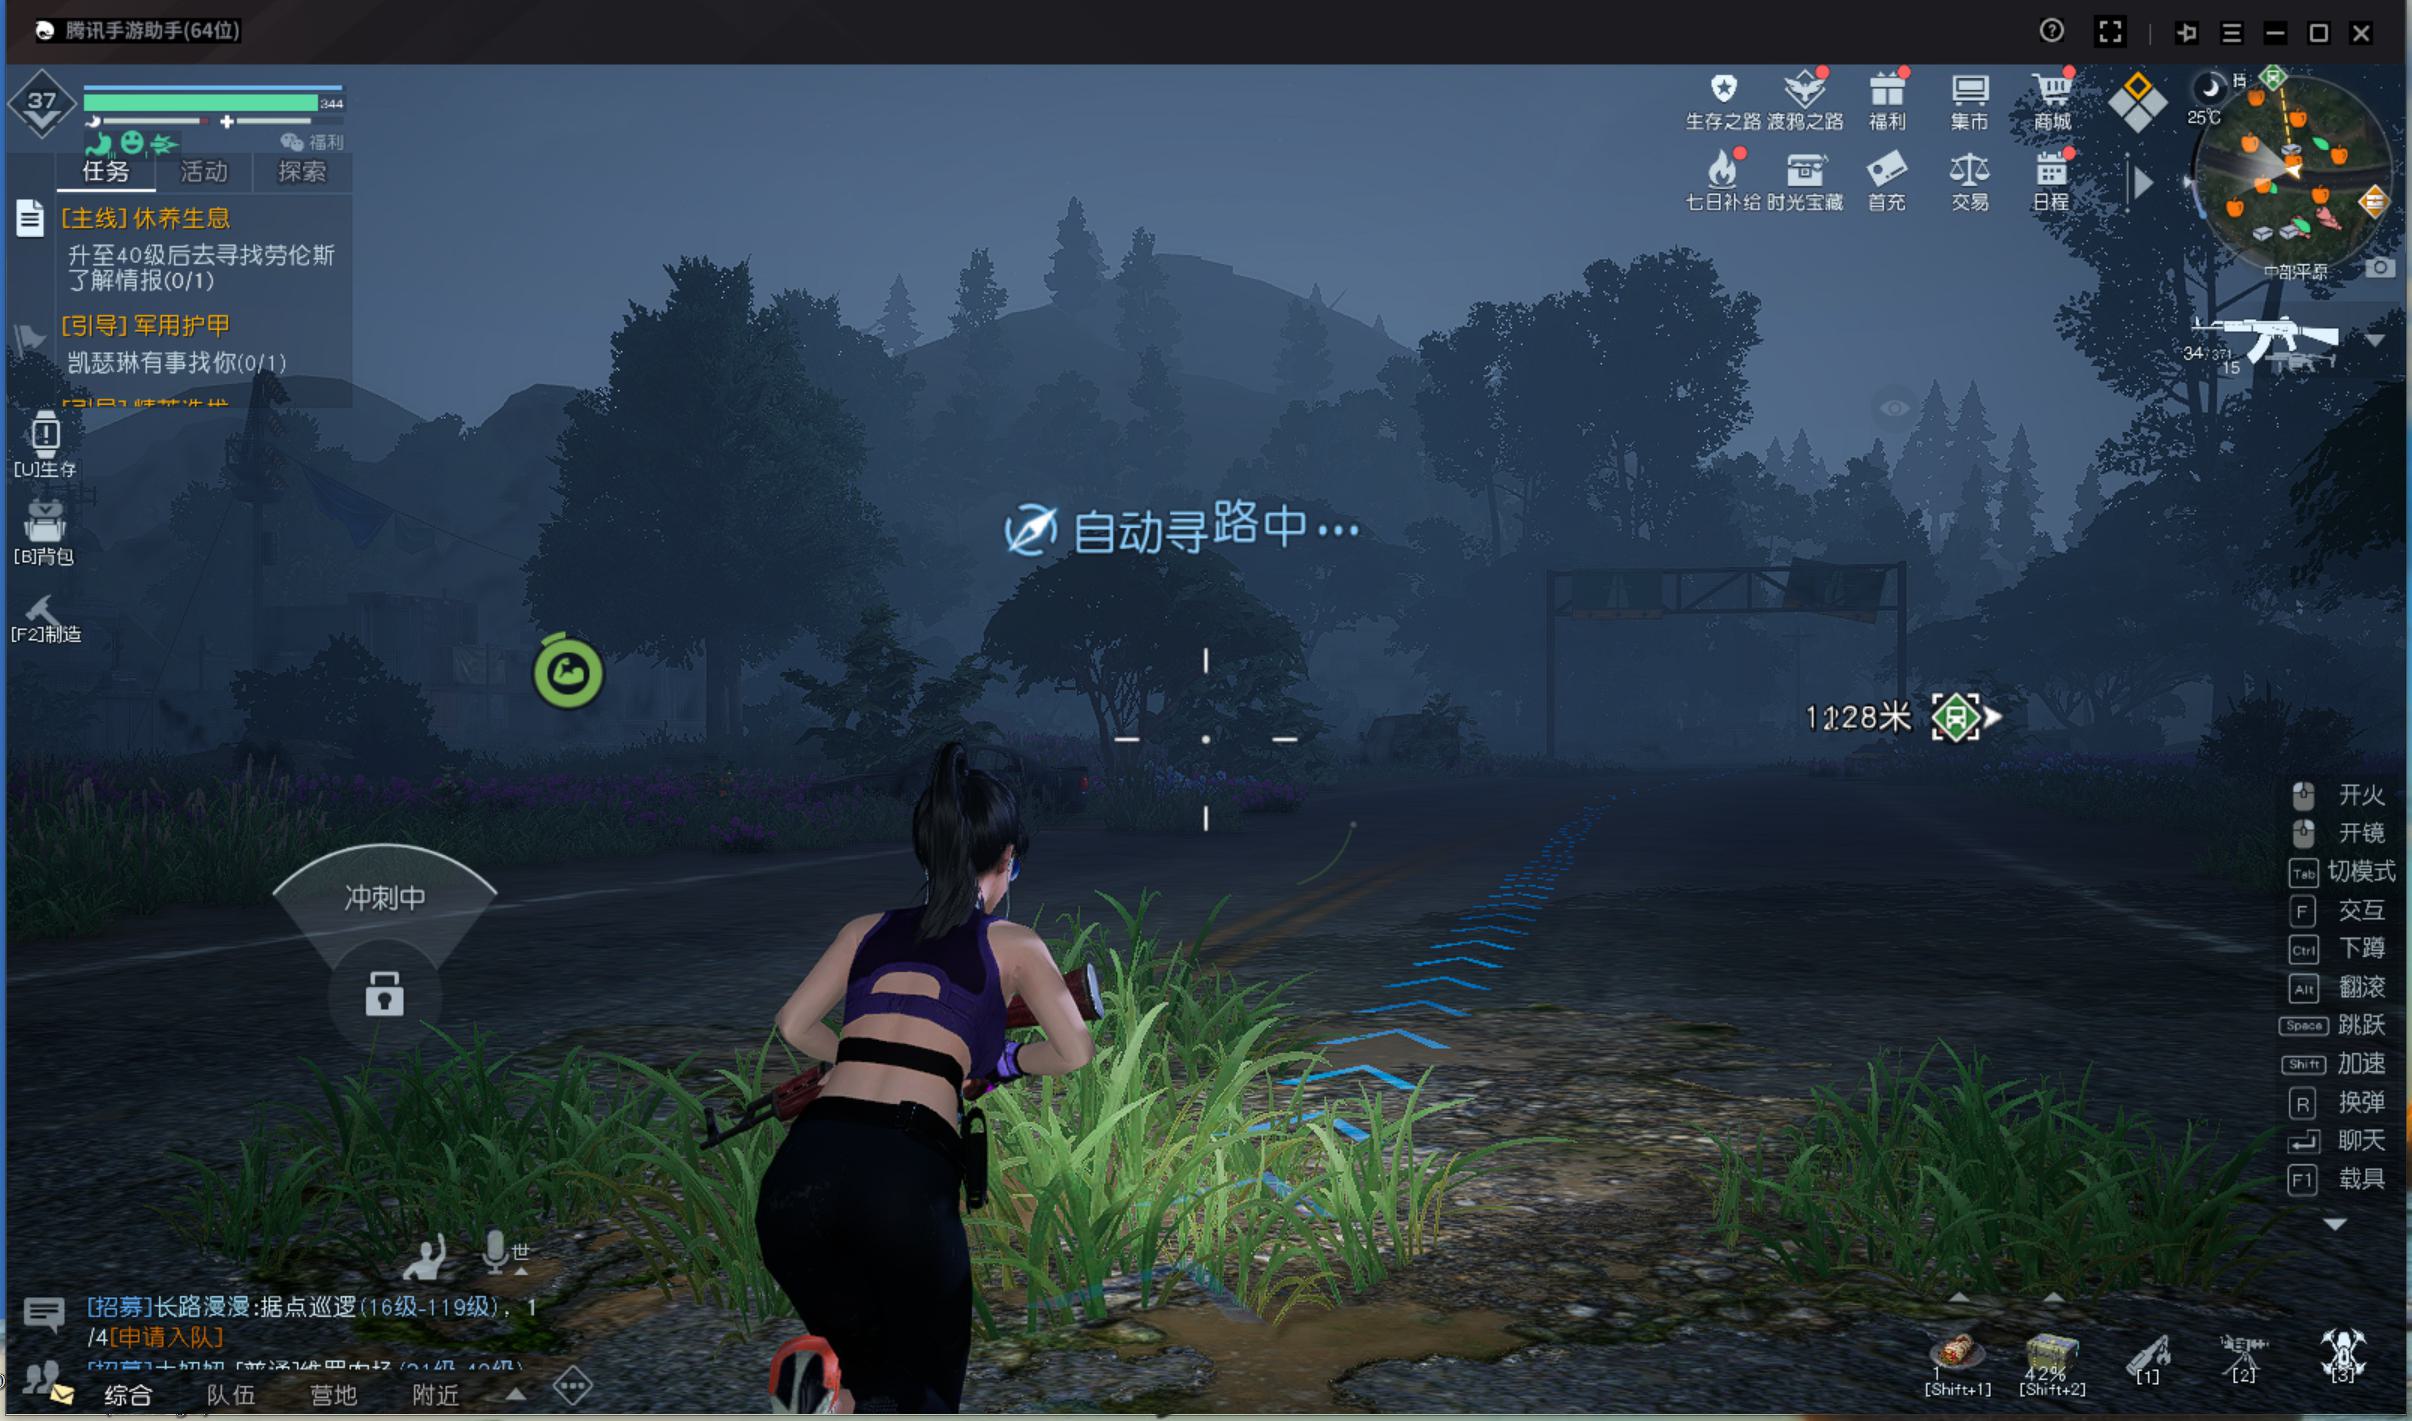 腾讯手游助手(64位)
37
344
福利
任务
活动
探索
[主线]休养生息
升至40级后去寻找劳伦斯
了解情报(0/1)
[引导]军用护甲
凯瑟琳有事找你(0/1)
[U]生存
[B]背包
[F2]制造
生存之路
渡鸦之路
福利
集市
商城
七日补给
时光宝藏
首充
交易
日程
25℃
中部平原
34/371
15
自动寻路中…
1128米
冲刺中
开火
开镜
Tab 切模式
F 交互
Ctrl 下蹲
Alt 翻滚
Space 跳跃
Shift 加速
R 换弹
聊天
F1 载具
世
[招募]长路漫漫:据点巡逻(16级-119级)，1
/4[申请入队]
综合
队伍
营地
附近
1
[Shift+1]
42%
[Shift+2]
[1]
[2]
[3]